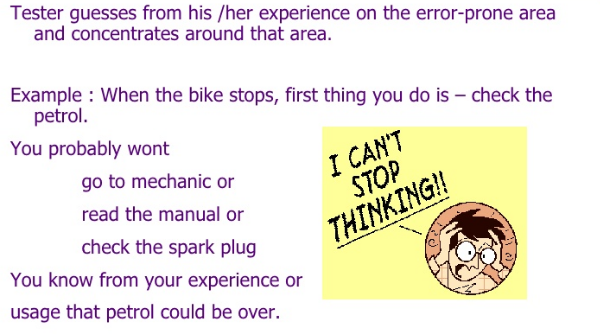 Tester guesses from his /her experience on the error-prone area
and concentrates around that area.
Example : When the bike stops, first thing you do is – check the
petrol.
You probably wont
go to mechanic or
read the manual or
check the spark plug
You know from your experience or
usage that petrol could be over.
I CAN'T
STOP
THINKING!!